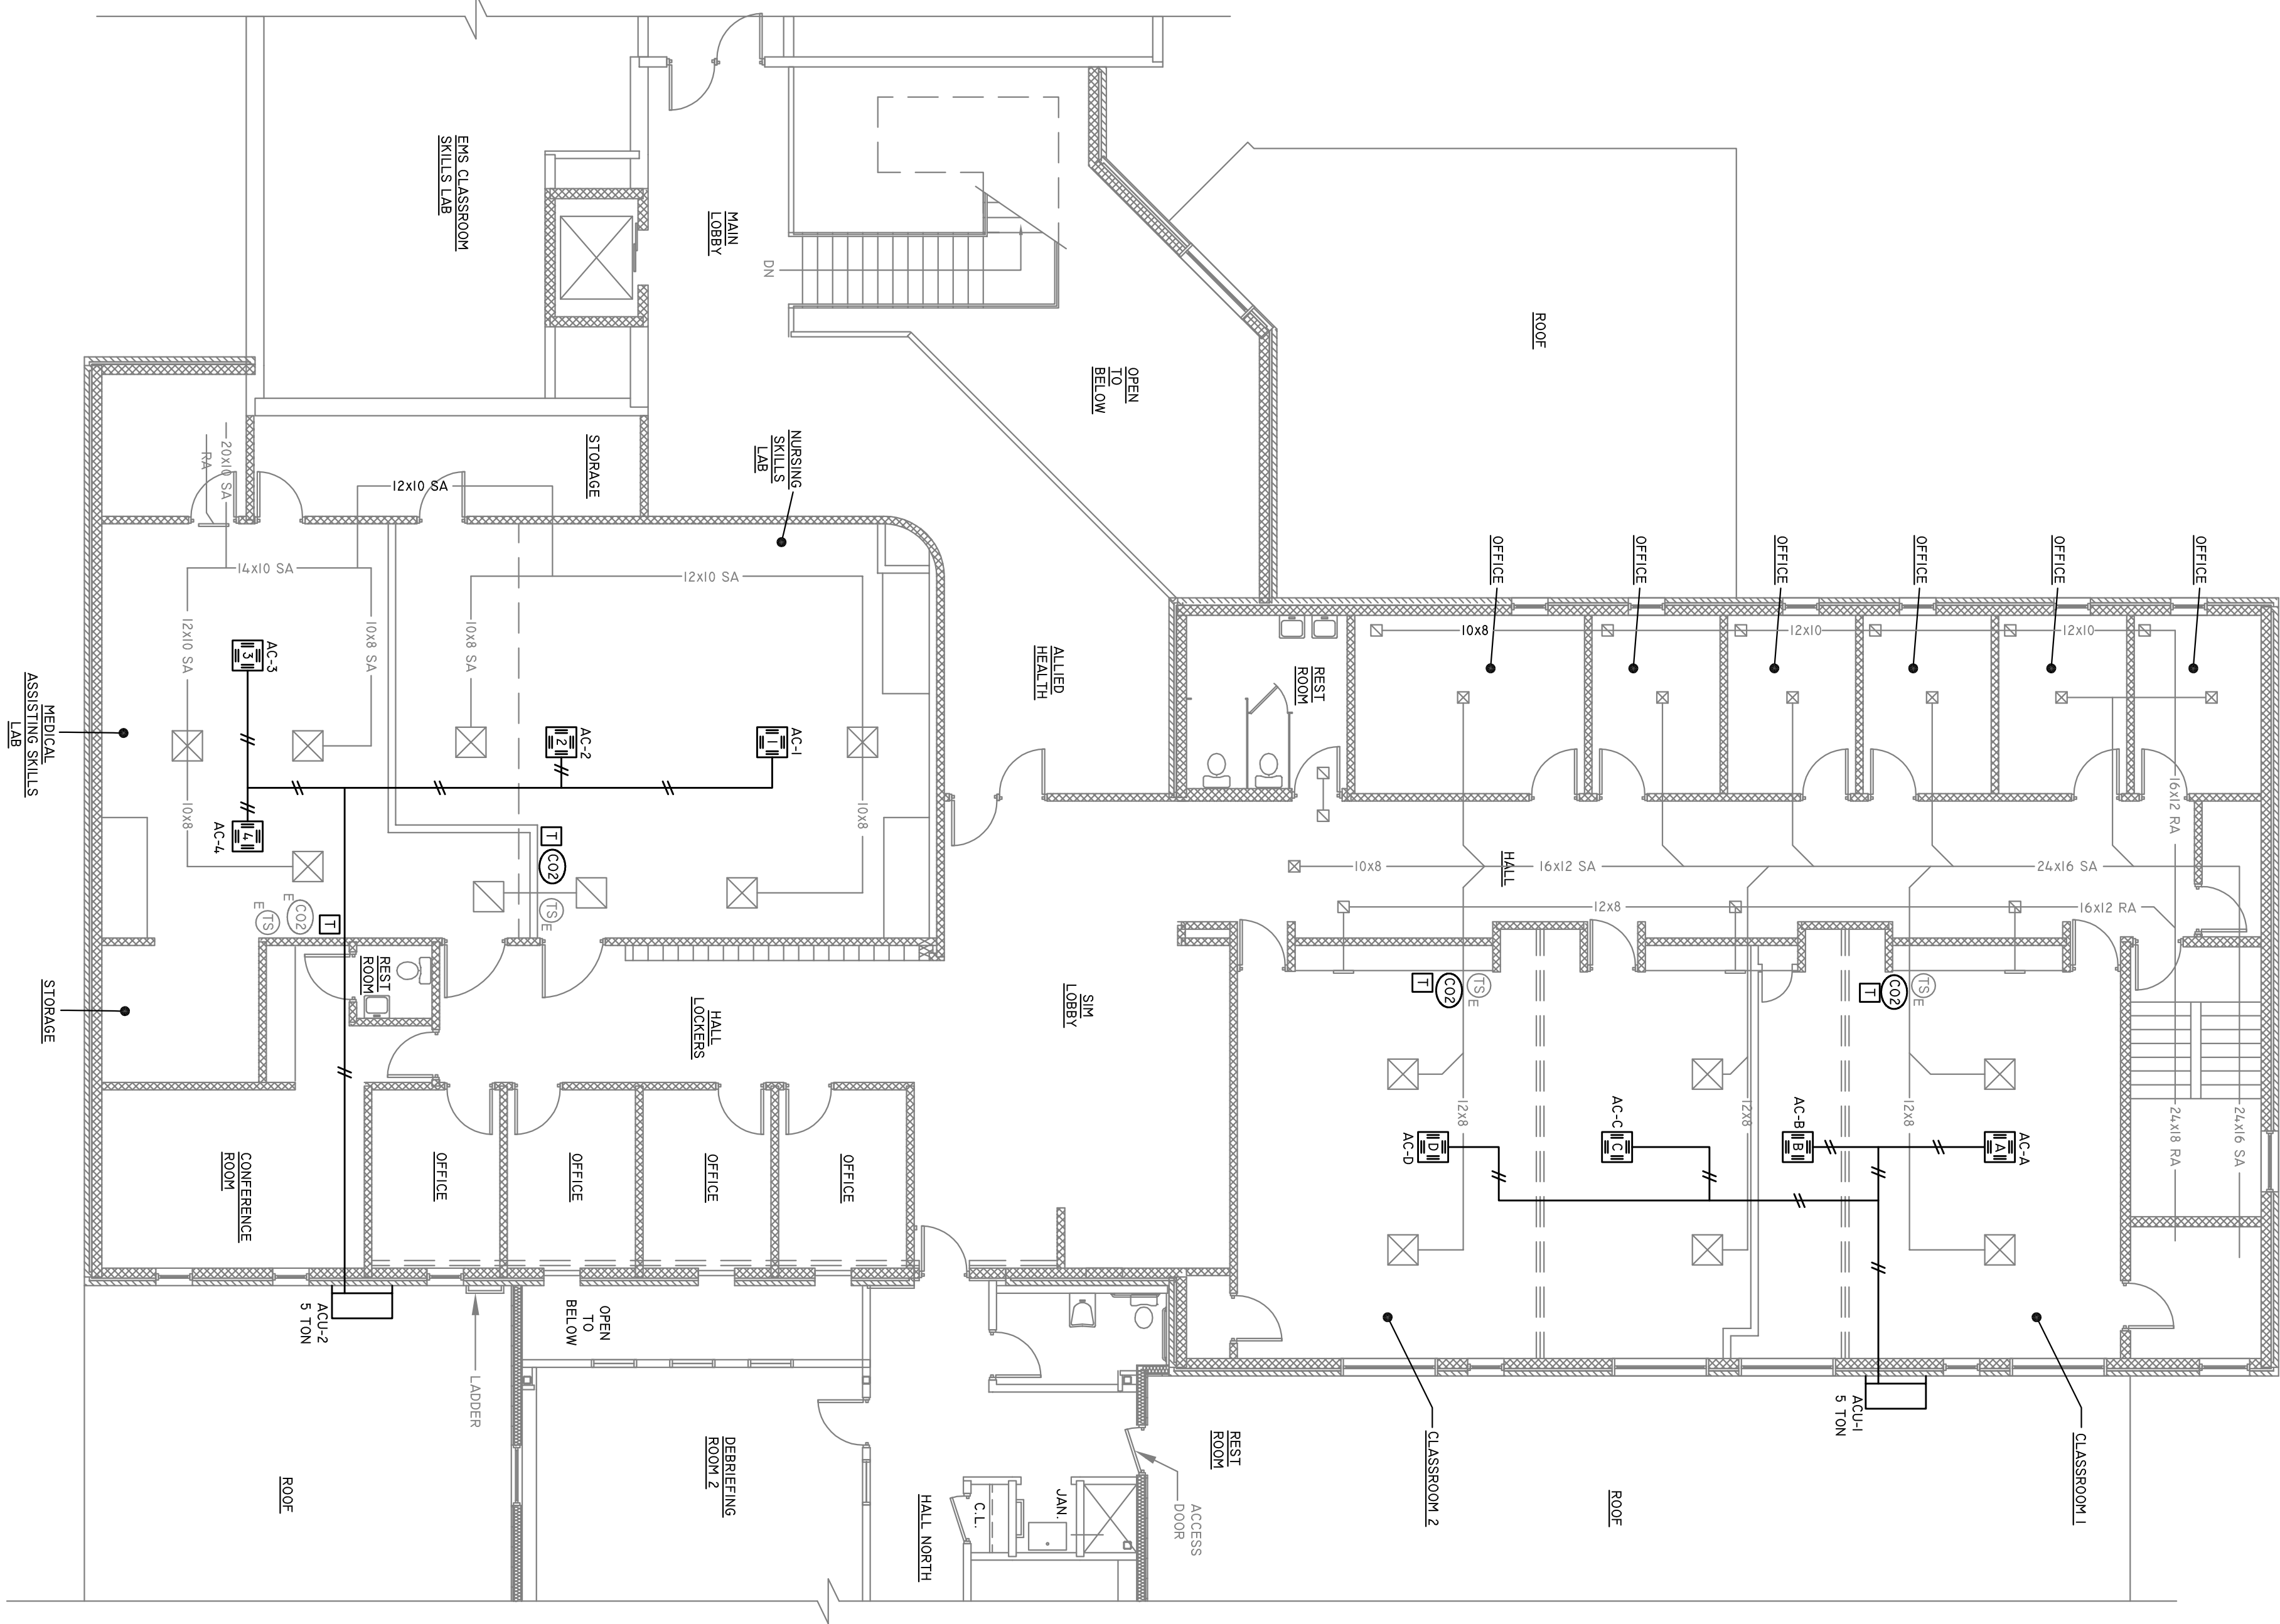 EMS CLASSROOM
SKILLS LAB
MAIN
LOBBY
DN
ROOF
OPEN
TO
BELOW
STORAGE
NURSING
SKILLS
LAB
20x10 SA
RA
12x10 SA
14x10 SA
12x10 SA
12x10 SA
10x8 SA
10x8 SA
10x8
10x8
AC-3
3
AC-4
4
AC-2
2
AC-1
1
MEDICAL
ASSISTING SKILLS
LAB
T
CO2
TS
E
T
CO2
E
TS
E
ALLIED
HEALTH
REST
ROOM
OFFICE
OFFICE
OFFICE
OFFICE
OFFICE
OFFICE
10x8
12x10
12x10
16x12 RA
HALL
10x8
16x12 SA
24x16 SA
12x8
16x12 RA
T
CO2
TS
E
T
CO2
TS
E
12x8
12x8
12x8
24x18 RA
24x16 SA
AC-D
D
AC-C
C
AC-B
B
AC-A
A
STORAGE
REST
ROOM
HALL
LOCKERS
SIM
LOBBY
CONFERENCE
ROOM
OFFICE
OFFICE
OFFICE
OFFICE
ACU-2
5 TON
LADDER
OPEN
TO
BELOW
DEBRIEFING
ROOM 2
ROOF
HALL NORTH
C.L.
JAN.
ACCESS
DOOR
REST
ROOM
CLASSROOM 2
ROOF
ACU-1
5 TON
CLASSROOM 1